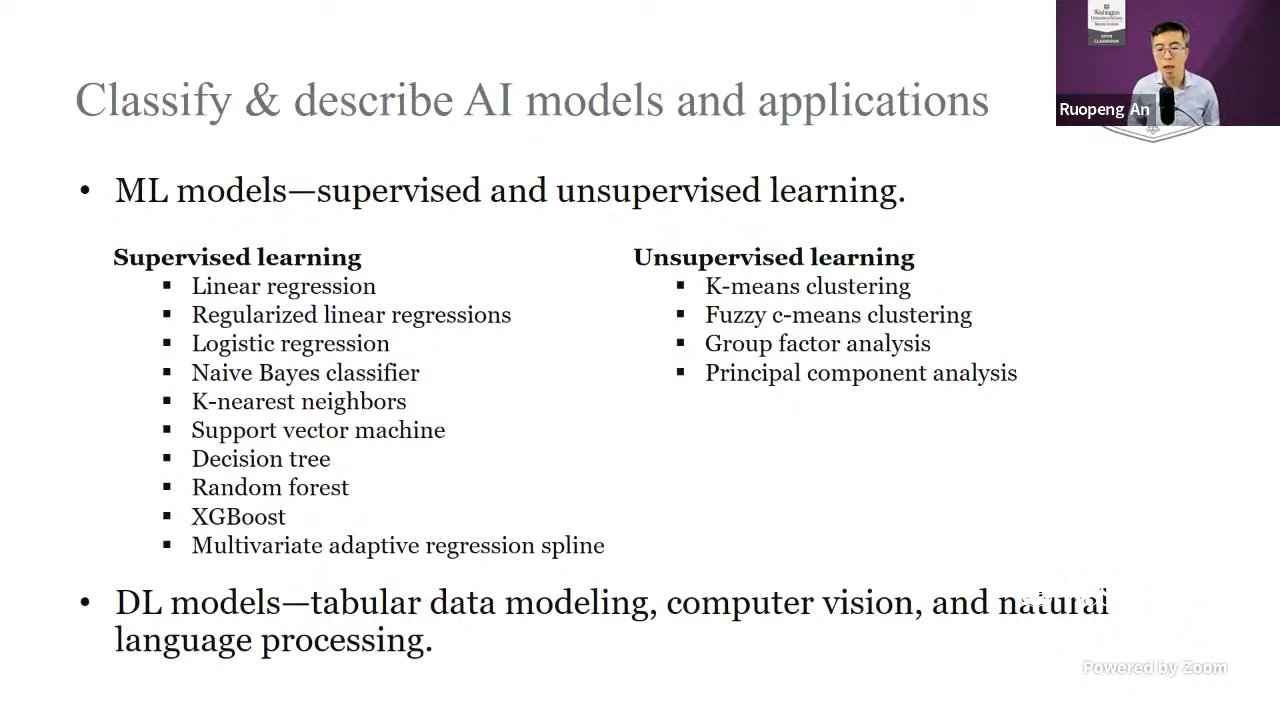 Classify & describe AI models and applications
Washington
OPEN
CLASSROOM
Ruopeng An
• ML models—supervised and unsupervised learning.
Supervised learning
▪ Linear regression
▪ Regularized linear regressions
▪ Logistic regression
▪ Naive Bayes classifier
▪ K-nearest neighbors
▪ Support vector machine
▪ Decision tree
▪ Random forest
▪ XGBoost
▪ Multivariate adaptive regression spline
Unsupervised learning
▪ K-means clustering
▪ Fuzzy c-means clustering
▪ Group factor analysis
▪ Principal component analysis
• DL models—tabular data modeling, computer vision, and natural
language processing.
Powered by Zoom